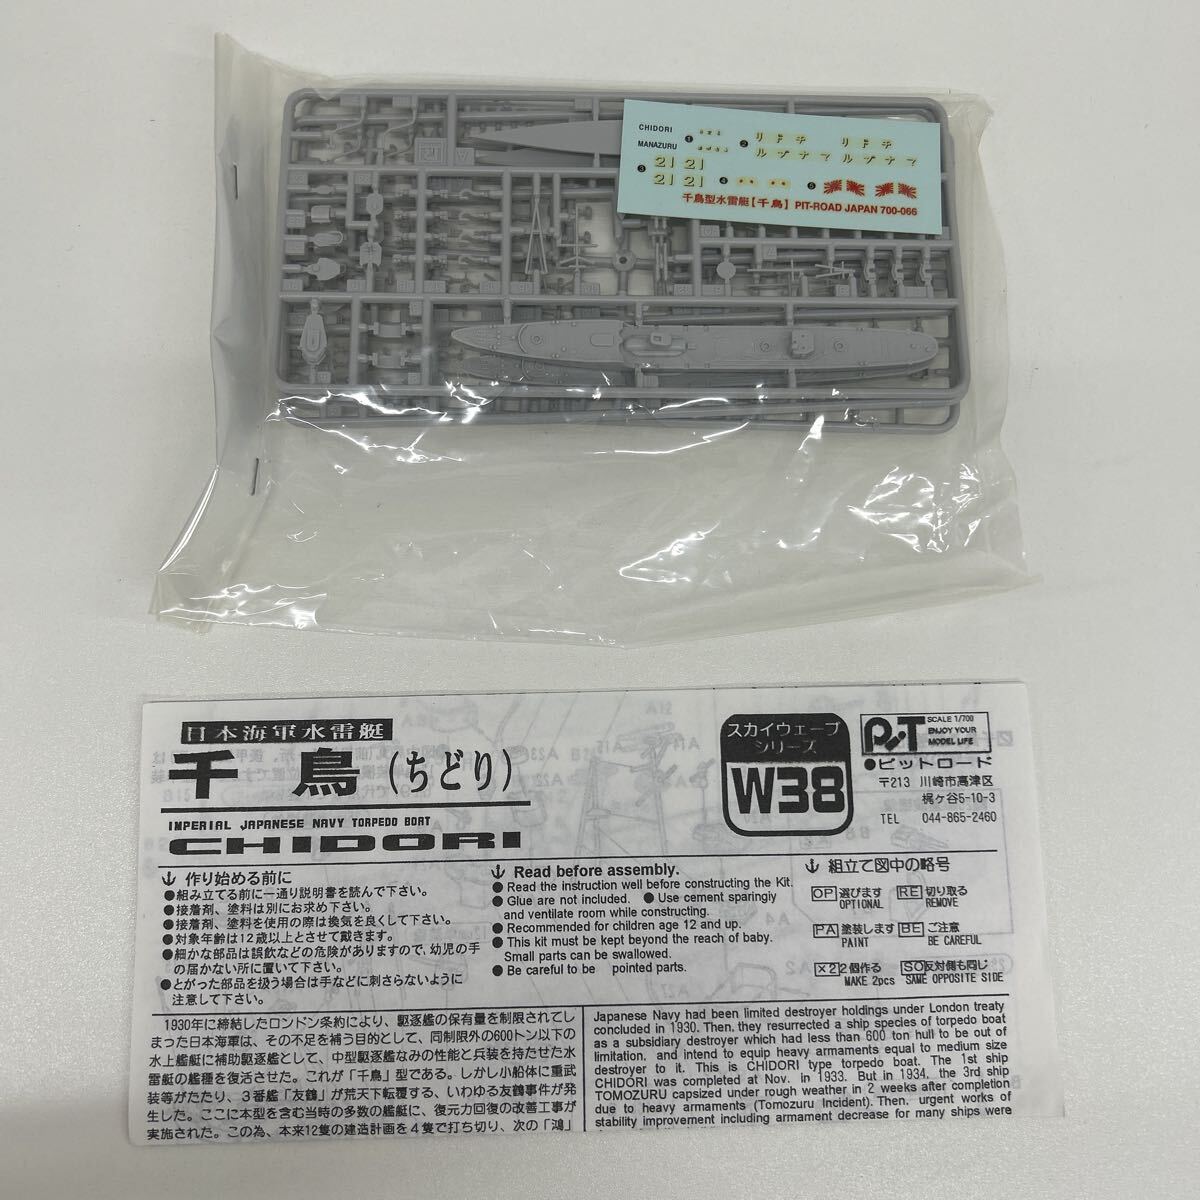 CHIDORI
MANAZURU
❶
❷
リドチ リドチ
ルヅナマ ルヅナマ
❸ 21 21
21 21
❹
❺
千鳥型水雷艇【千鳥】 PIT-ROAD JAPAN 700-066
日本海軍水雷艇
千鳥(ちどり)
IMPERIAL JAPANESE NAVY TORPEDO BOAT
CHIDORI
スカイウェーブ
シリーズ
W38
PIT
SCALE 1/700
ENJOY YOUR
MODEL LIFE
●ピットロード
〒213 川崎市高津区
梶ヶ谷5-10-3
TEL 044-865-2460
作り始める前に
●組み立てる前に一通り説明書を読んで下さい。
●接着剤、塗料は別にお求め下さい。
●接着剤、塗料を使用の際は換気を良くして下さい。
●対象年齢は12歳以上とさせて戴きます。
●細かな部品は誤飲などの危険がありますので、幼児の手
の届かない所に置いて下さい。
●とがった部品を扱う場合は手などに刺さらないように
注意して下さい。
Read before assembly.
● Read the instruction well before constructing the Kit.
● Glue are not included. ● Use cement sparingly
and ventilate room while constructing.
● Recommended for children age 12 and up.
● This kit must be kept beyond the reach of baby.
Small parts can be swallowed.
● Be careful to be pointed parts.
組立て図中の略号
OP 選びます OPTIONAL
RE 切り取る REMOVE
PA 塗装します PAINT
BE ご注意 BE CAREFUL
×2 2個作る MAKE 2pcs
SO 反対側も同じ SAME OPPOSITE SIDE
1930年に締結したロンドン条約により、駆逐艦の保有量を制限されてし
まった日本海軍は、その不足を補う目的として、同制限外の600トン以下の
水上艦艇に補助駆逐艦として、中型駆逐艦なみの性能と兵装を持たせた水
雷艇の艦種を復活させた。これが「千鳥」型である。しかし小船体に重武
装等がたたり、3番艦「友鶴」が荒天下転覆する、いわゆる友鶴事件が発
生した。ここに本型を含む当時の多数の艦艇に、復元力回復の改善工事が
実施された。この為、本来12隻の建造計画を4隻で打ち切り、次の「鴻」
Japanese Navy had been limited destroyer holdings under London treaty
concluded in 1930. Then, they resurrected a ship species of torpedo boat
as a subsidiary destroyer which had less than 600 ton hull to be out of
limitation. and intend to equip heavy armaments equal to medium size
destroyer to it. This is CHIDORI type torpedo boat. The 1st ship
CHIDORI was completed at Nov. in 1933. But in 1934, the 3rd ship
TOMOZURU capsized under rough weather in 2 weeks after completion
due to heavy armaments (Tomozuru Incident). Then, urgent works of
stability improvement including armament decrease for many ships were